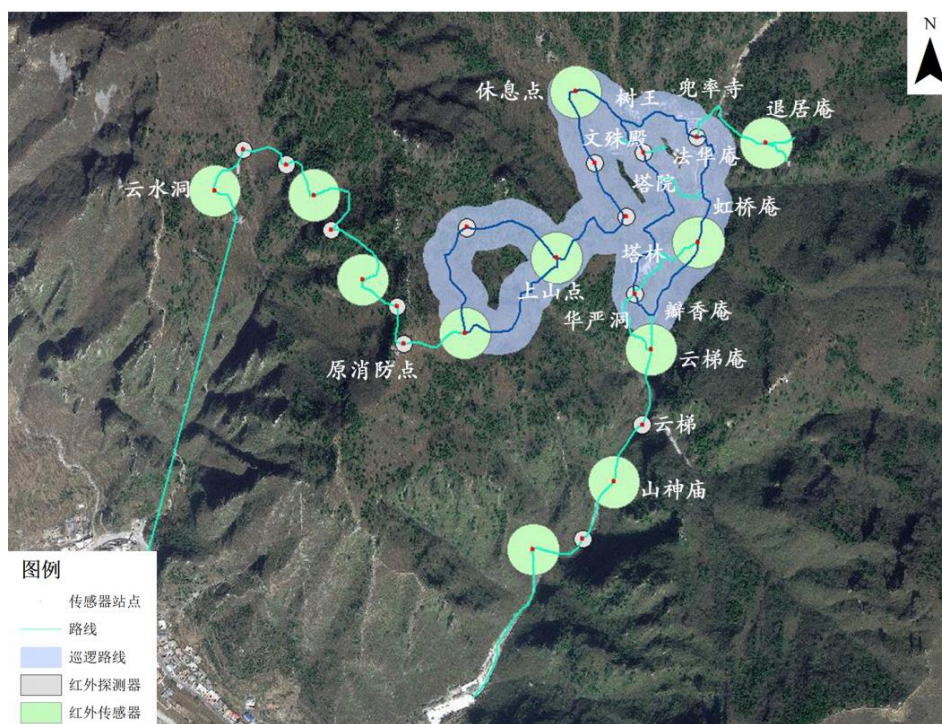 N
休息点
树王
兜率寺
退居庵
文殊殿
法华庵
云水洞
塔院
虹桥庵
塔林
上山点
华严洞
瓣香庵
原消防点
云梯庵
云梯
山神庙
图例
传感器站点
路线
巡逻路线
红外探测器
红外传感器